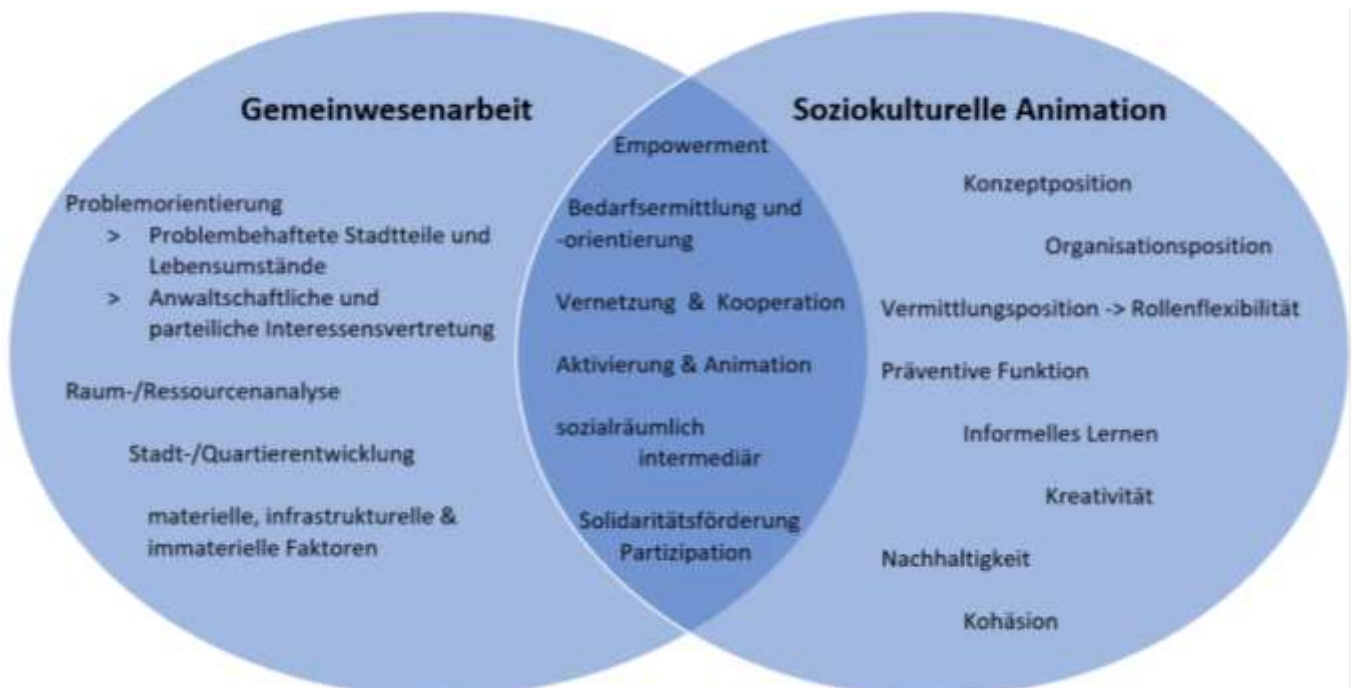 Gemeinwesenarbeit
Problemorientierung
> Problembehaftete Stadtteile und
Lebensumstände
> Anwaltschaftliche und
parteiliche Interessensvertretung
Raum-/Ressourcenanalyse
Stadt-/Quartierentwicklung
materielle, infrastrukturelle &
immaterielle Faktoren
Empowerment
Bedarfsermittlung und
-orientierung
Vernetzung & Kooperation
Aktivierung & Animation
sozialräumlich
intermediär
Solidaritätsförderung
Partizipation
Soziokulturelle Animation
Konzeptposition
Organisationsposition
Vermittlungsposition -> Rollenflexibilität
Präventive Funktion
Informelles Lernen
Kreativität
Nachhaltigkeit
Kohäsion